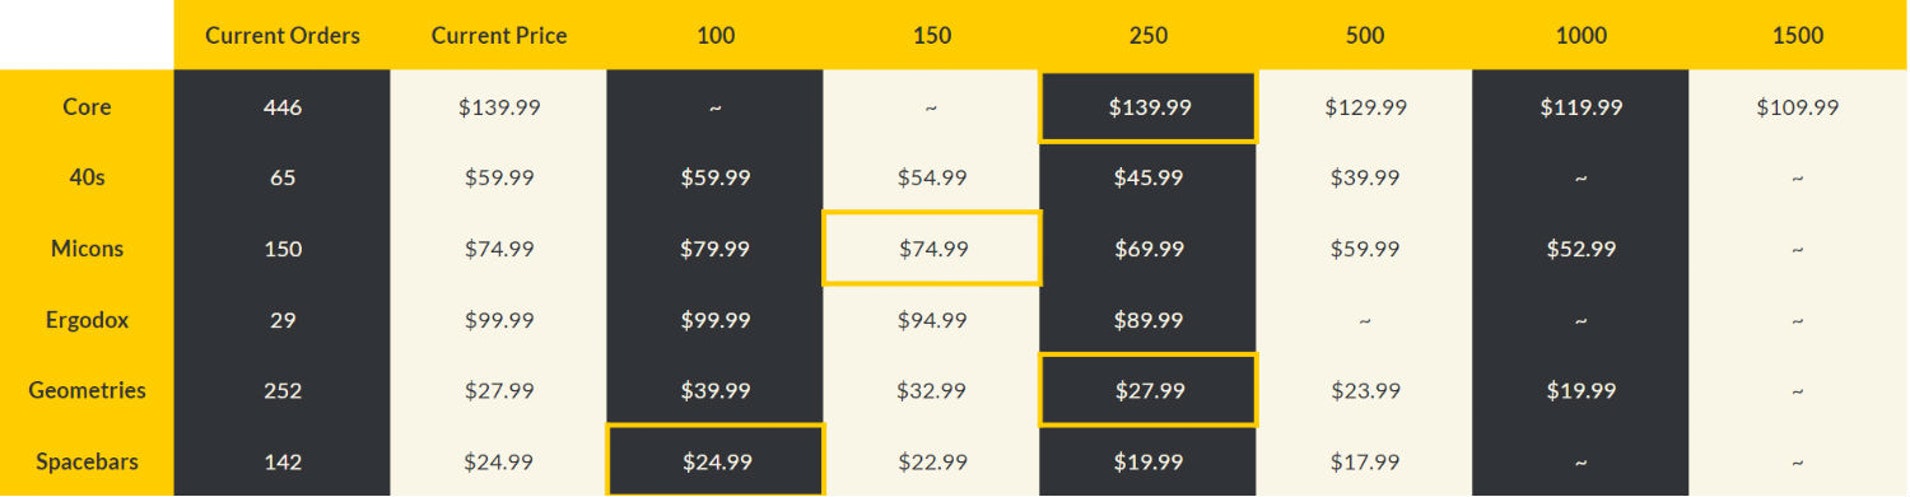 Current Orders Current Price 100 150 250 500 1000 1500
Core 446 $139.99 ~ ~ $139.99 $129.99 $119.99 $109.99
40s 65 $59.99 $59.99 $54.99 $45.99 $39.99 ~ ~
Micons 150 $74.99 $79.99 $74.99 $69.99 $59.99 $52.99 ~
Ergodox 29 $99.99 $99.99 $94.99 $89.99 ~ ~ ~
Geometries 252 $27.99 $39.99 $32.99 $27.99 $23.99 $19.99 ~
Spacebars 142 $24.99 $24.99 $22.99 $19.99 $17.99 ~ ~